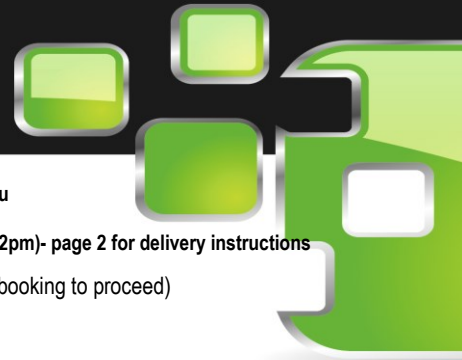 u
2pm)- page 2 for delivery instructions
booking to proceed)